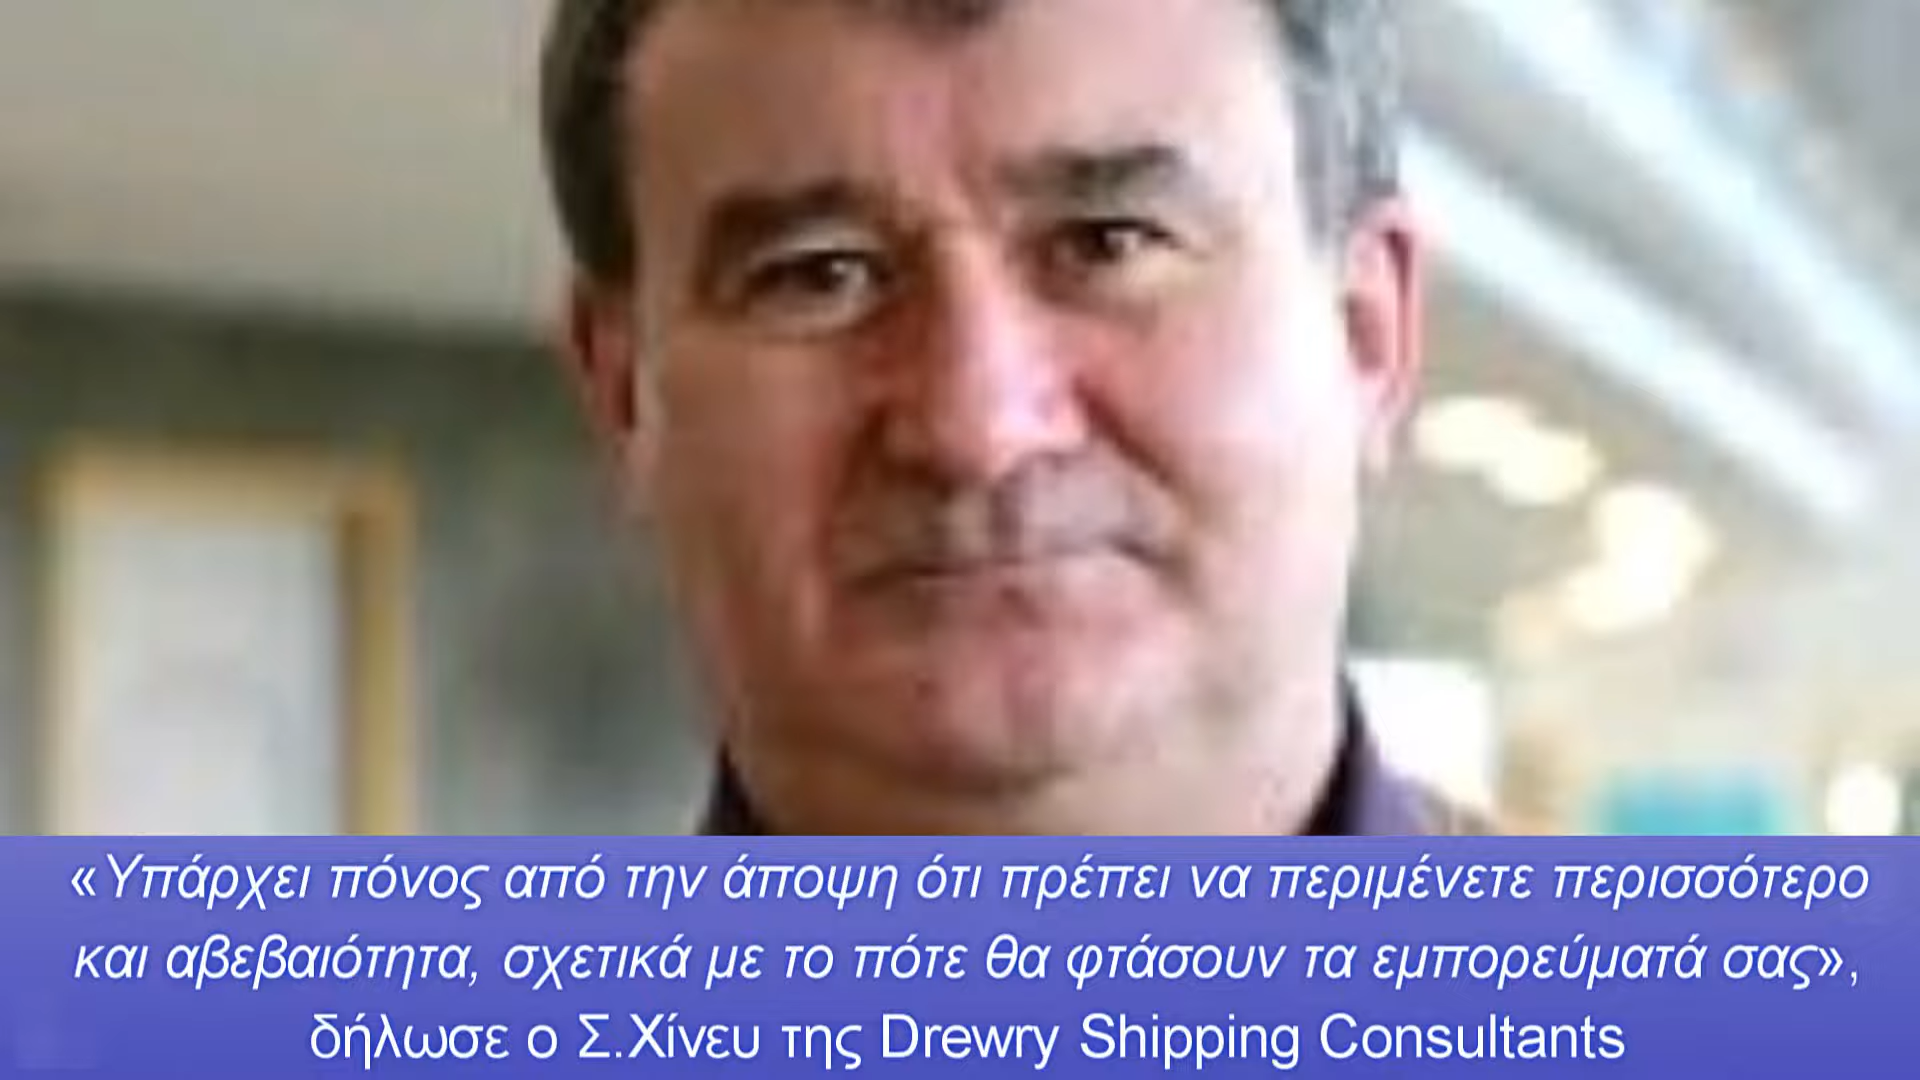 «Υπάρχει πόνος από την άποψη ότι πρέπει να περιμένετε περισσότερο
και αβεβαιότητα, σχετικά με το πότε θα φτάσουν τα εμπορεύματά σας»,
δήλωσε ο Σ.Χίνευ της Drewry Shipping Consultants